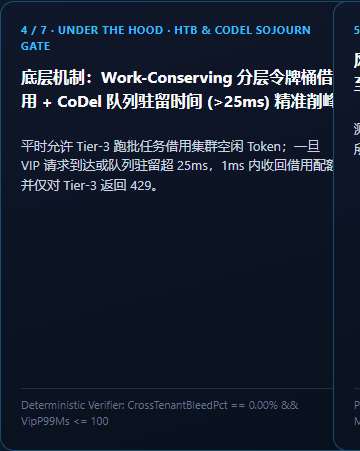 4 / 7 · UNDER THE HOOD · HTB & CODEL SOJOURN
GATE
底层机制：Work-Conserving 分层令牌桶借
用 + CoDel 队列驻留时间 (>25ms) 精准削峰
平时允许 Tier-3 跑批任务借用集群空闲 Token；一旦
VIP 请求到达或队列驻留超 25ms，1ms 内收回借用配额
并仅对 Tier-3 返回 429。
Deterministic Verifier: CrossTenantBleedPct == 0.00% &&
VipP99Ms <= 100
5